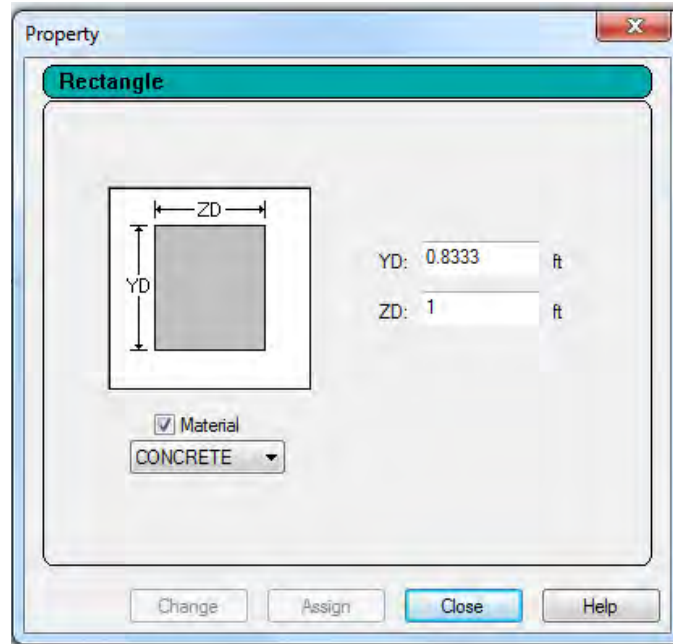 Property
Rectangle
ZD
YD
YD: 0.8333 ft
ZD: 1 ft
Material
CONCRETE
Change Assign Close Help